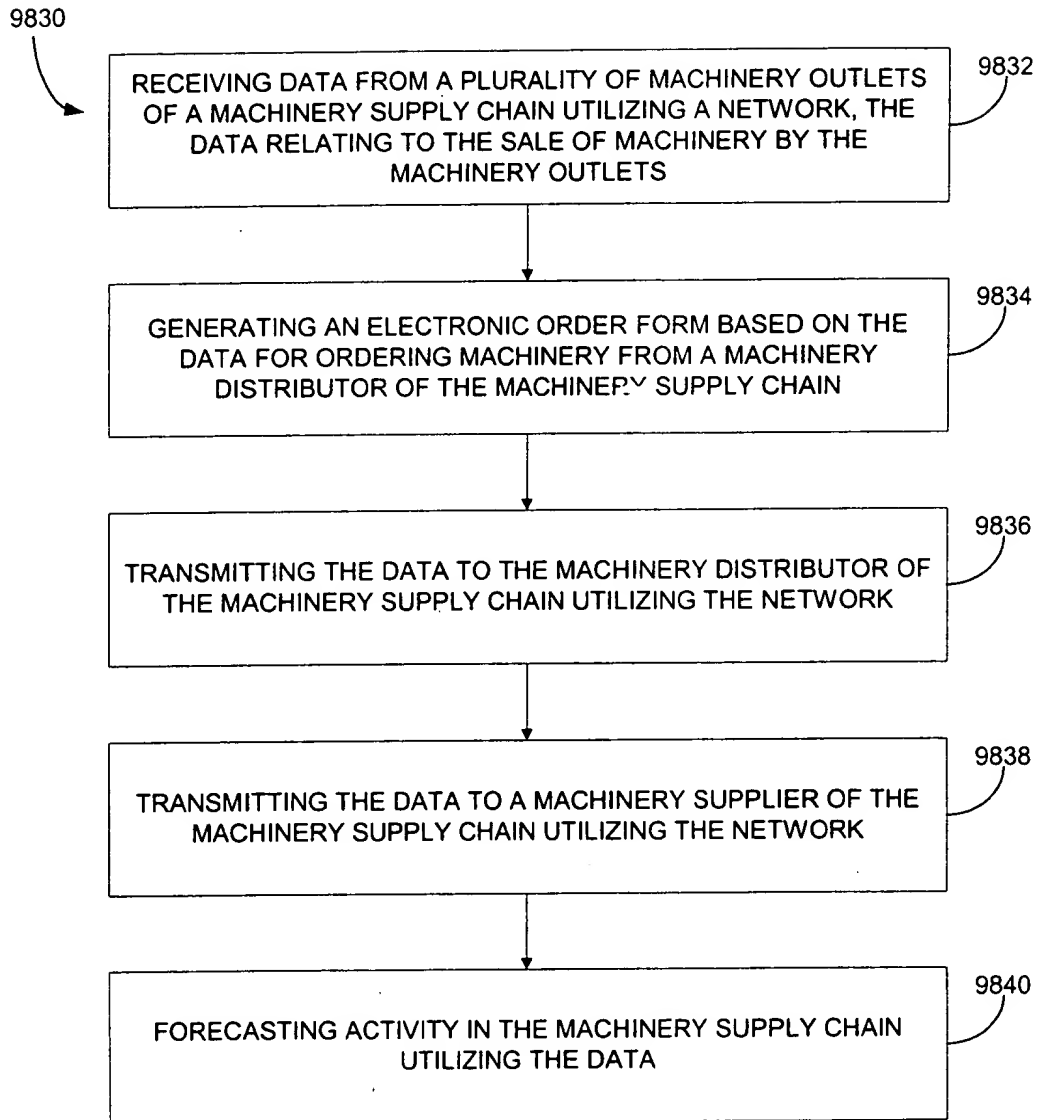 9830
RECEIVING DATA FROM A PLURALITY OF MACHINERY OUTLETS
OF A MACHINERY SUPPLY CHAIN UTILIZING A NETWORK, THE
DATA RELATING TO THE SALE OF MACHINERY BY THE
MACHINERY OUTLETS
9832
GENERATING AN ELECTRONIC ORDER FORM BASED ON THE
DATA FOR ORDERING MACHINERY FROM A MACHINERY
DISTRIBUTOR OF THE MACHINERY SUPPLY CHAIN
9834
TRANSMITTING THE DATA TO THE MACHINERY DISTRIBUTOR OF
THE MACHINERY SUPPLY CHAIN UTILIZING THE NETWORK
9836
TRANSMITTING THE DATA TO A MACHINERY SUPPLIER OF THE
MACHINERY SUPPLY CHAIN UTILIZING THE NETWORK
9838
FORECASTING ACTIVITY IN THE MACHINERY SUPPLY CHAIN
UTILIZING THE DATA
9840